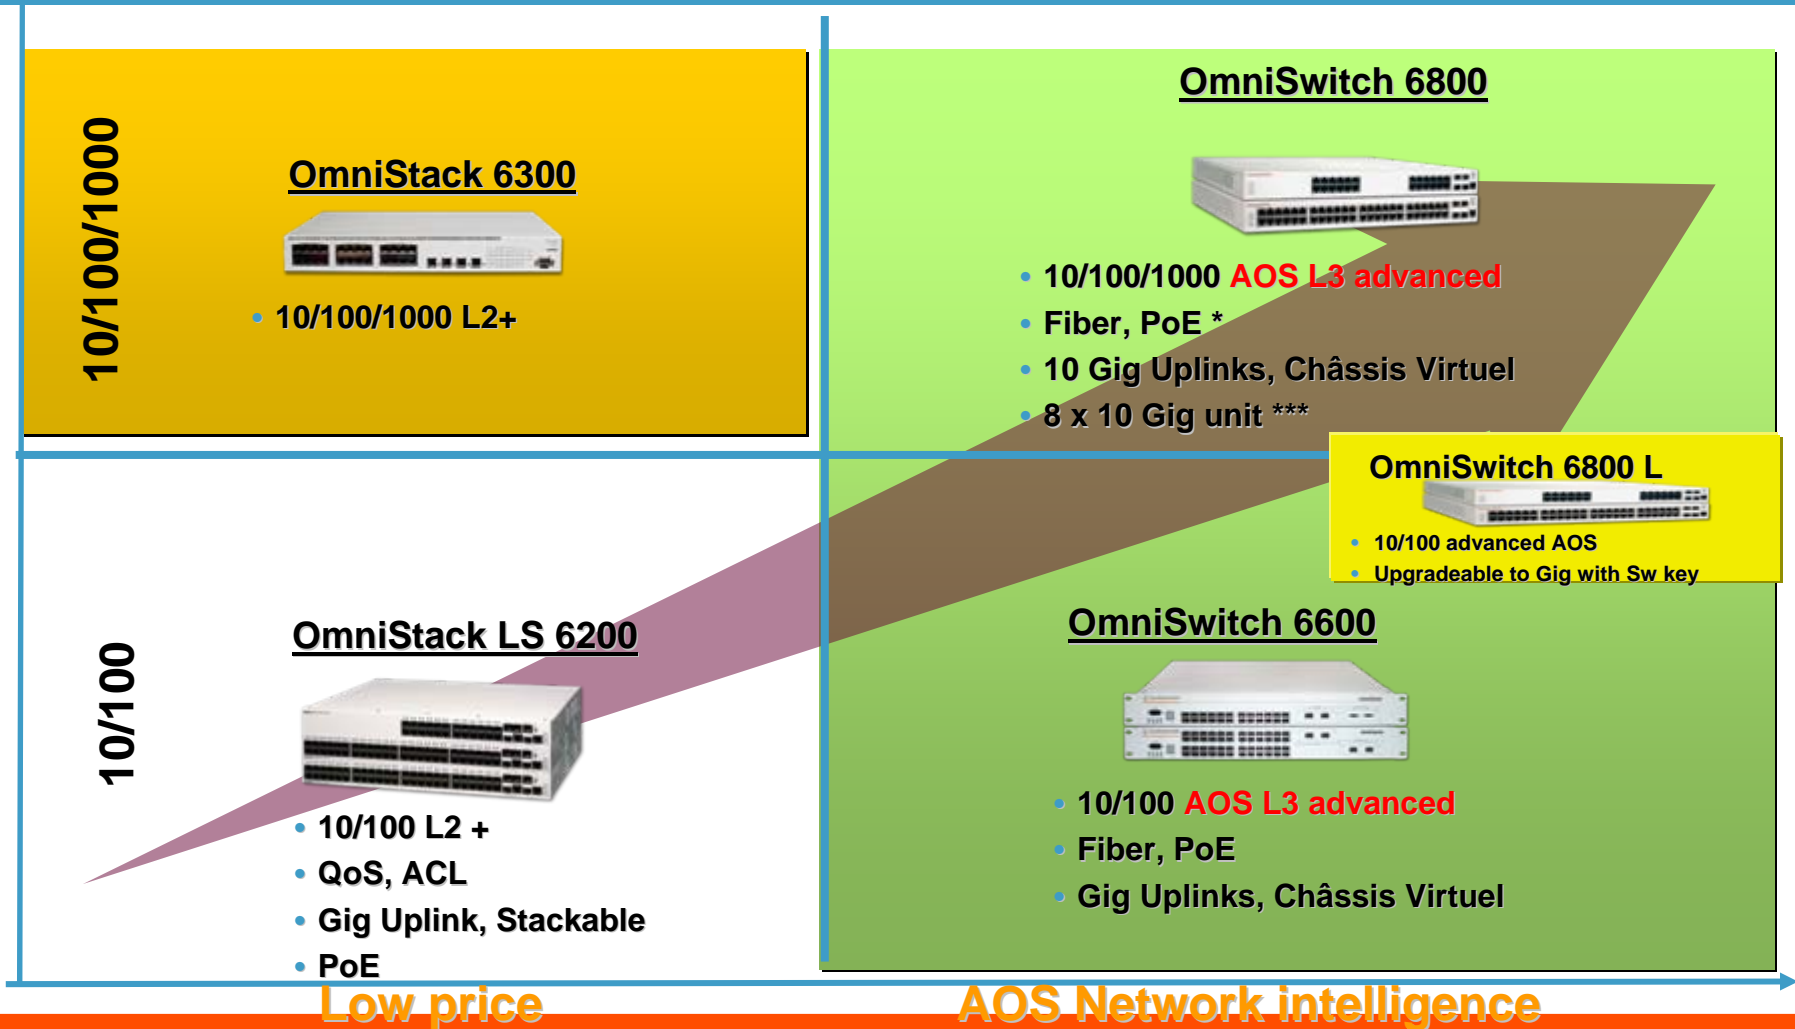 10/100/1000
OmniStack 6300
• 10/100/1000 L2+
OmniSwitch 6800
• 10/100/1000 AOS L3 advanced
• Fiber, PoE *
• 10 Gig Uplinks, Châssis Virtuel
• 8 x 10 Gig unit ***
OmniSwitch 6800 L
• 10/100 advanced AOS
• Upgradeable to Gig with Sw key
10/100
OmniStack LS 6200
• 10/100 L2 +
• QoS, ACL
• Gig Uplink, Stackable
• PoE
OmniSwitch 6600
• 10/100 AOS L3 advanced
• Fiber, PoE
• Gig Uplinks, Châssis Virtuel
Low price
AOS Network intelligence